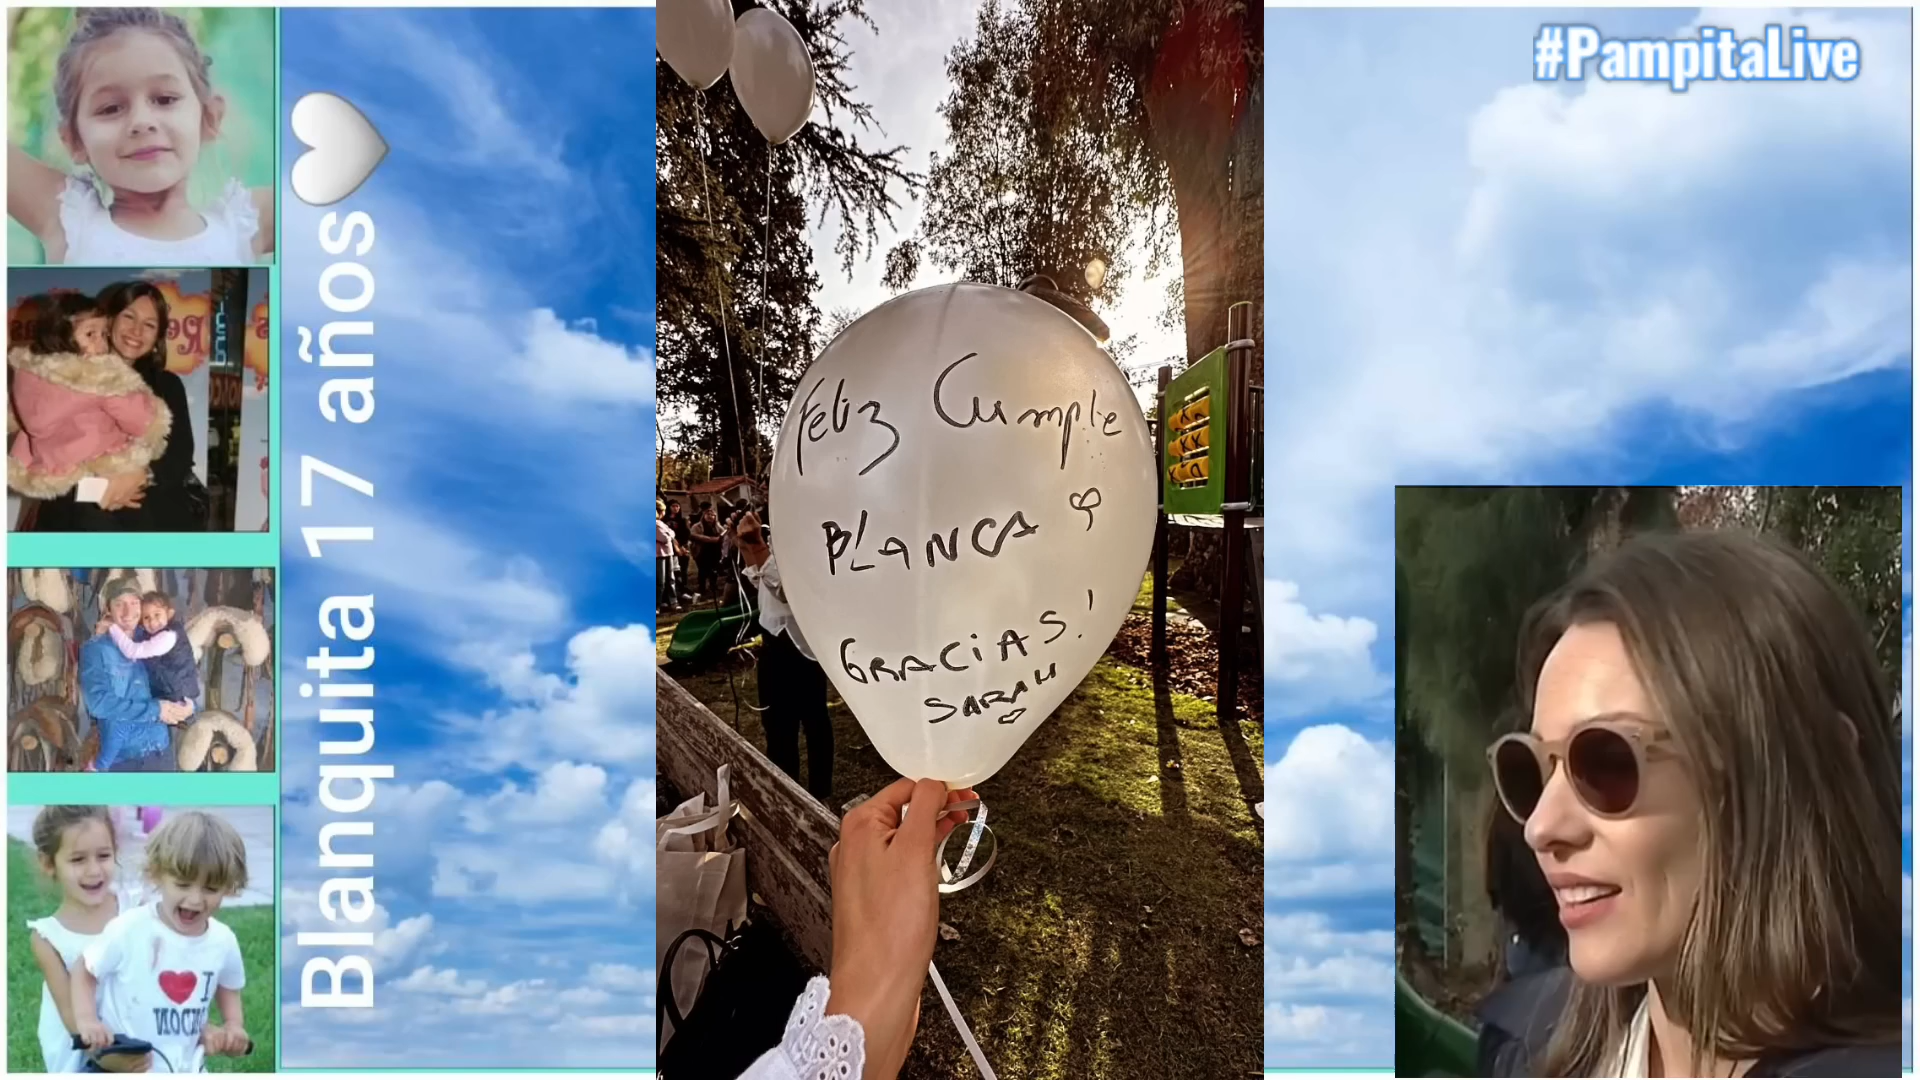 Blanquita 17 años
Feliz Cumple
BLANCA
GRACIAS!
SARAH
#PampitaLive
I